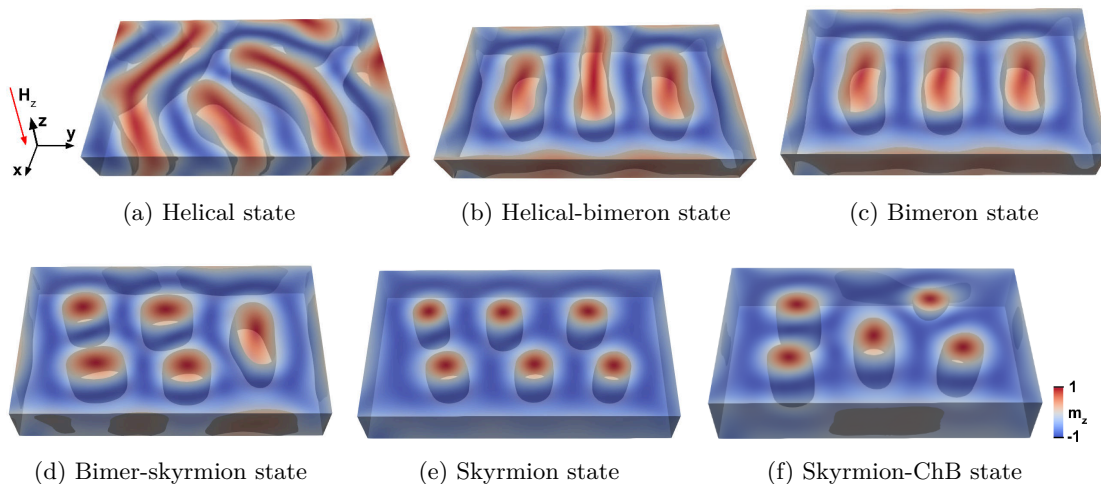 H_z
z
y
x
(a) Helical state
(b) Helical-bimeron state
(c) Bimeron state
1
m_z
-1
(d) Bimer-skyrmion state
(e) Skyrmion state
(f) Skyrmion-ChB state